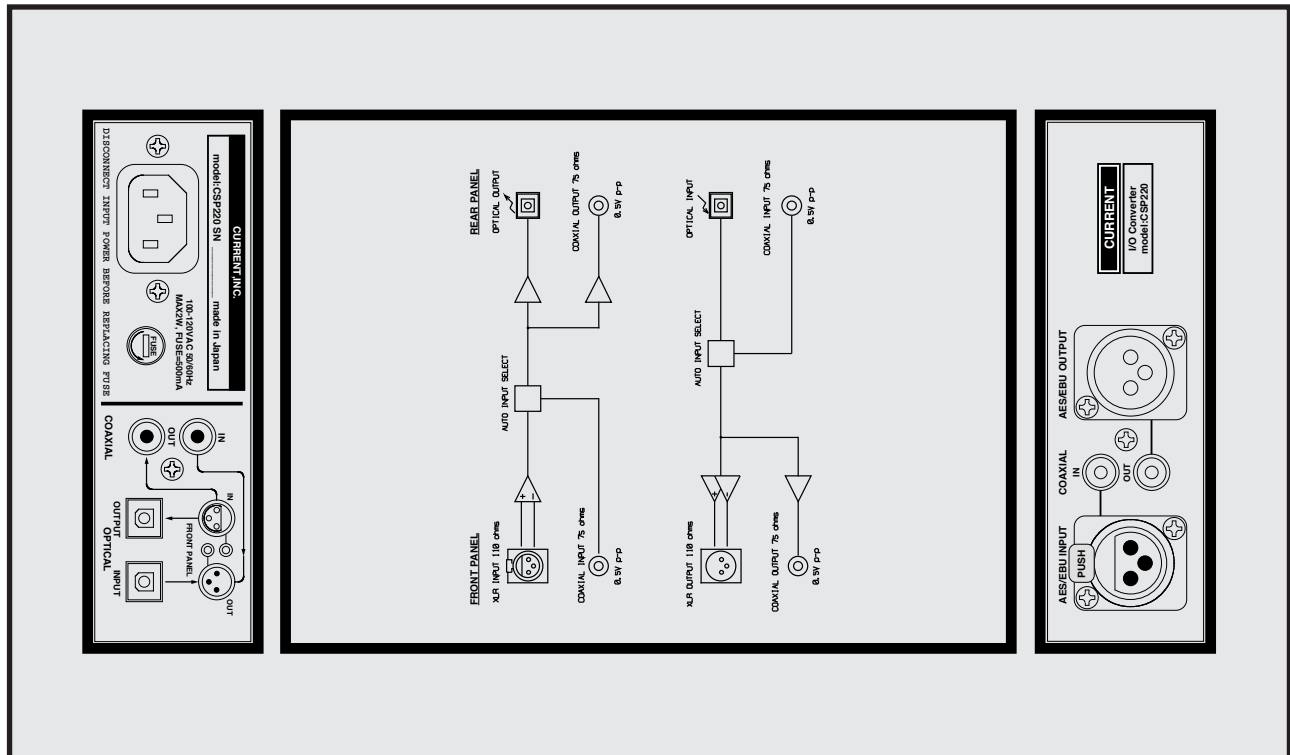 DISCONNECT INPUT POWER BEFORE REPLACING FUSE
CURRENT,INC.
model:CSP220 SN __________ made in Japan
100-120VAC 50/60Hz
MAX2W, FUSE=500mA
FUSE
COAXIAL
OUT
IN
OUTPUT
OPTICAL
INPUT
IN
FRONT PANEL
OUT
REAR PANEL
OPTICAL OUTPUT
COAXIAL OUTPUT 75 ohms
0.5V p-p
OPTICAL INPUT
COAXIAL INPUT 75 ohms
0.5V p-p
AUTO INPUT SELECT
AUTO INPUT SELECT
FRONT PANEL
XLR INPUT 110 ohms
+
−
COAXIAL INPUT 75 ohms
0.5V p-p
XLR OUTPUT 110 ohms
+
−
COAXIAL OUTPUT 75 ohms
0.5V p-p
CURRENT
I/O Converter
model:CSP220
AES/EBU OUTPUT
COAXIAL
IN
OUT
AES/EBU INPUT
PUSH